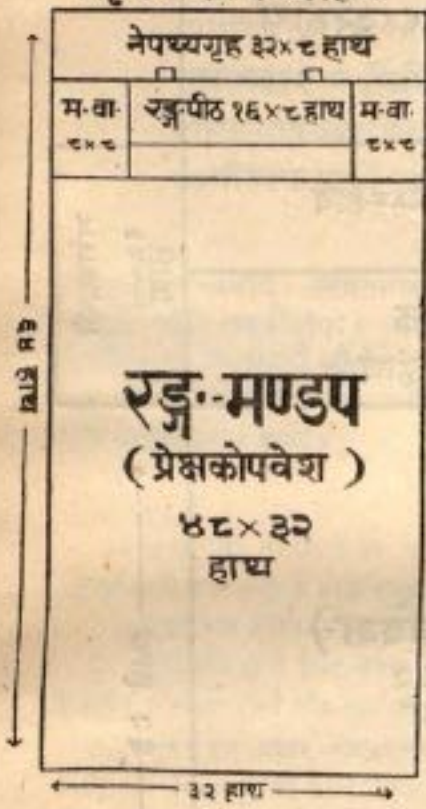 नेपथ्यगृह ३२×८ हाथ
म-वा- रङ्ग-पीठ १६×८ हाथ म-वा-
८×८ ८×८
६४ हाथ
रङ्ग--मण्डप
( प्रेक्षकोपवेश )
४८×३२
हाथ
३२ हाथ